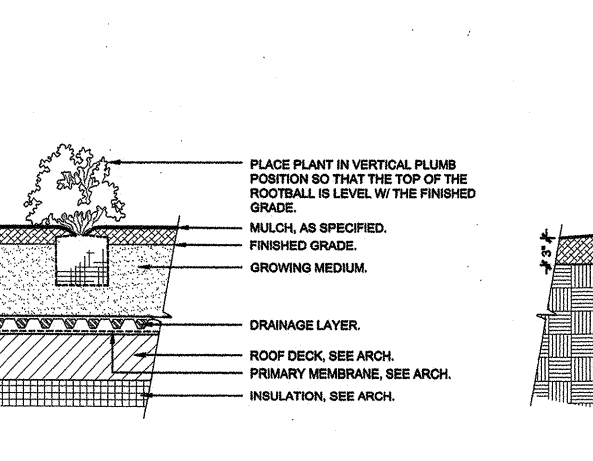 PLACE PLANT IN VERTICAL PLUMB
POSITION SO THAT THE TOP OF THE
ROOTBALL IS LEVEL W/ THE FINISHED
GRADE.
MULCH, AS SPECIFIED.
FINISHED GRADE.
3"
GROWING MEDIUM.
DRAINAGE LAYER.
ROOF DECK, SEE ARCH.
PRIMARY MEMBRANE, SEE ARCH.
INSULATION, SEE ARCH.